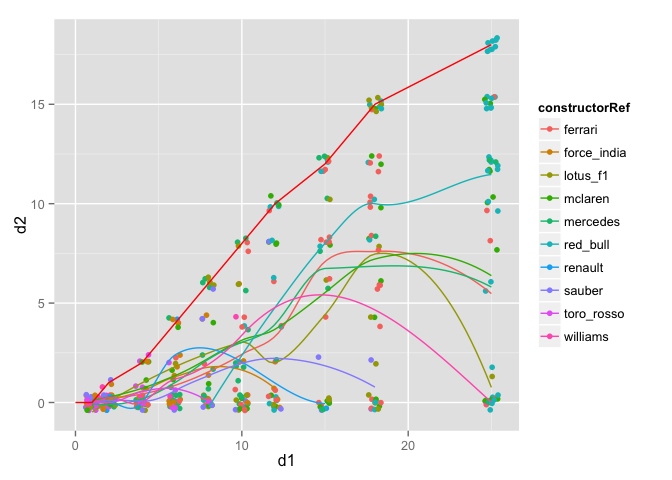 15
10
5
0
0
10
20
d1
d2
constructorRef
ferrari
force_india
lotus_f1
mclaren
mercedes
red_bull
renault
sauber
toro_rosso
williams